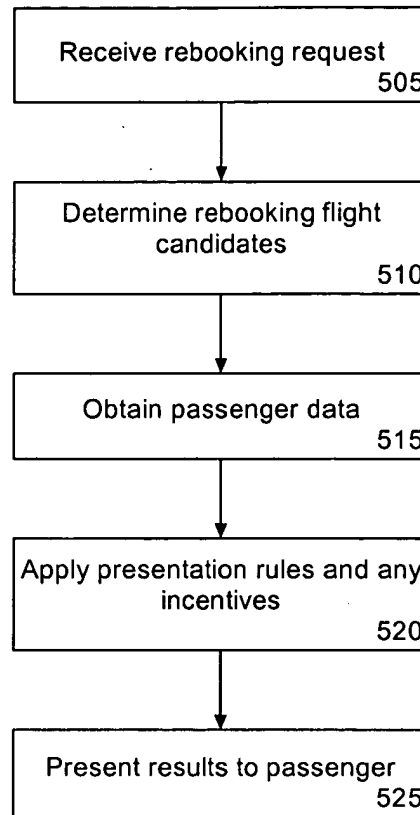 Receive rebooking request
505
Determine rebooking flight
candidates
510
Obtain passenger data
515
Apply presentation rules and any
incentives
520
Present results to passenger
525